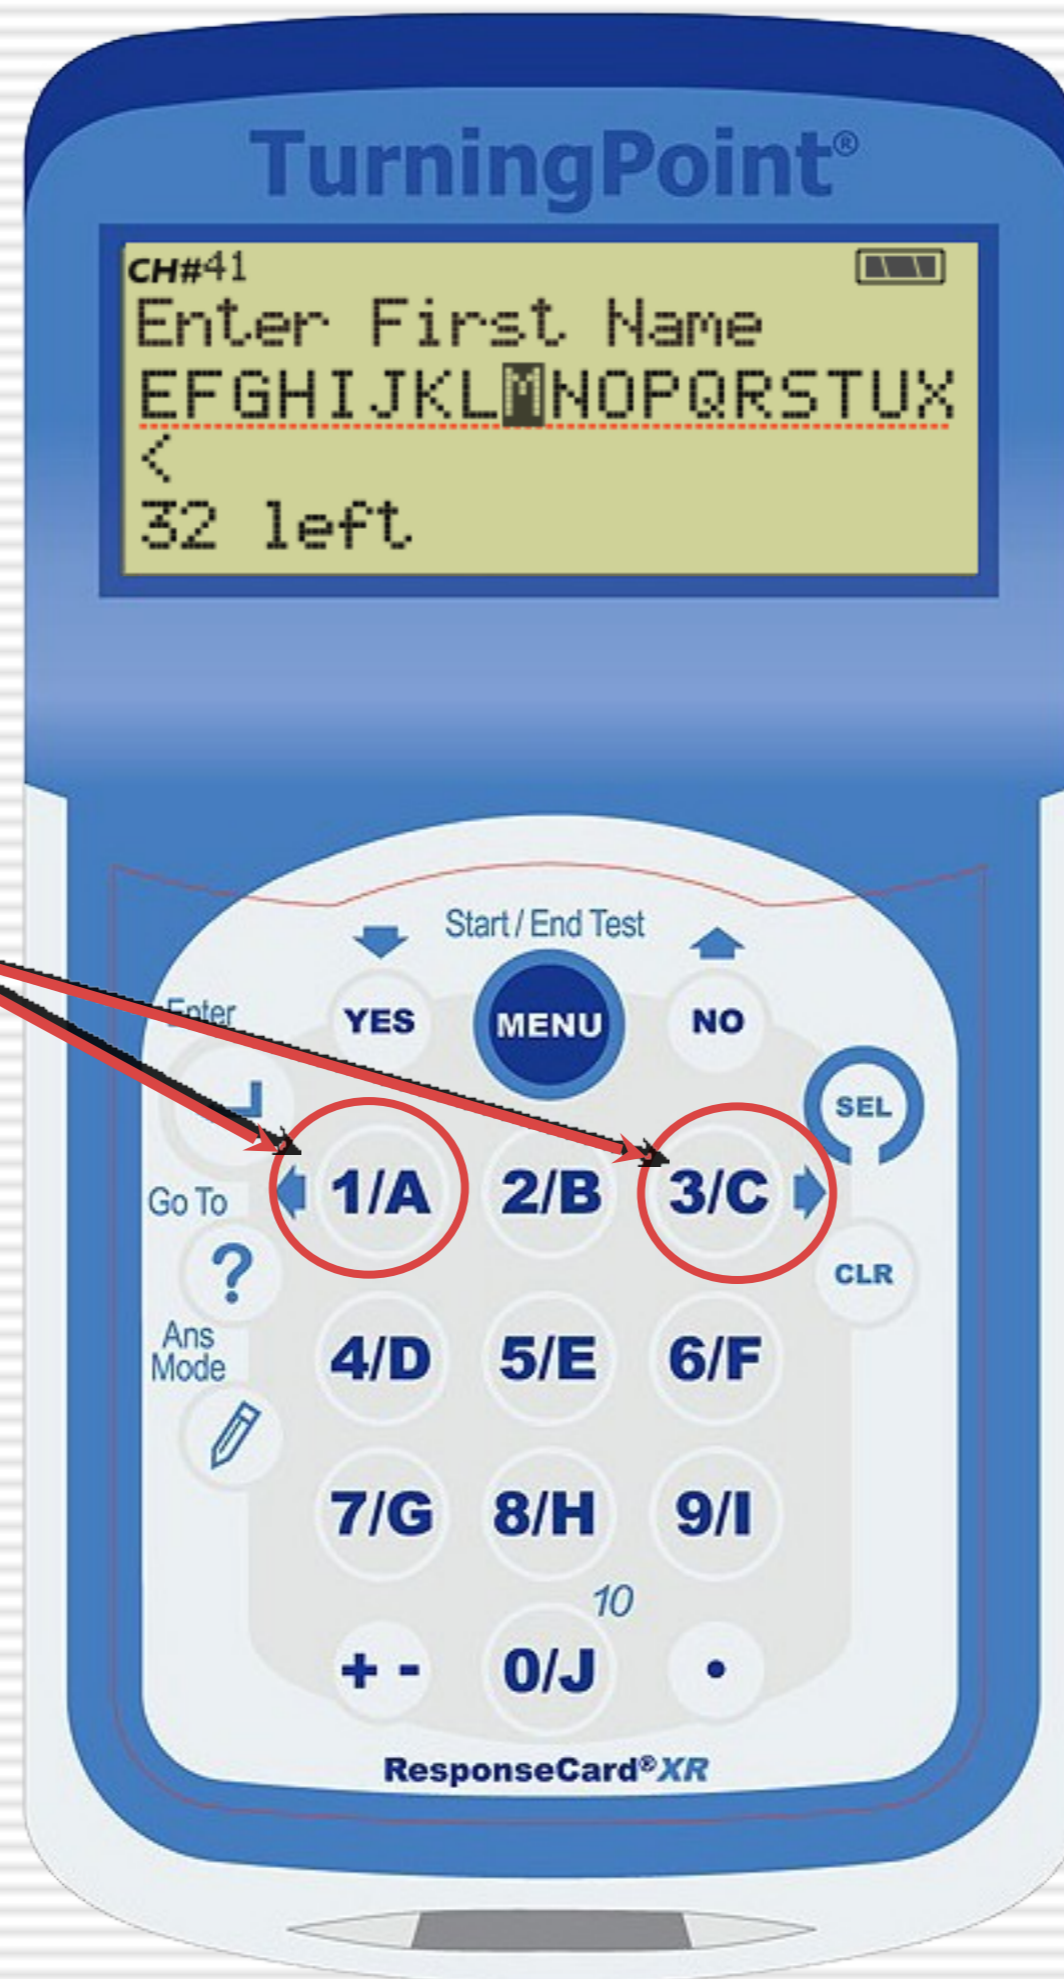 TurningPoint®
CH#41
Enter First Name
EFGHIJKLMNOPQRSTUX
<
32 left
Start / End Test
Enter
YES
MENU
NO
SEL
1/A
2/B
3/C
Go To
?
CLR
Ans
Mode
4/D
5/E
6/F
7/G
8/H
9/I
10
+ -
0/J
•
ResponseCard®XR